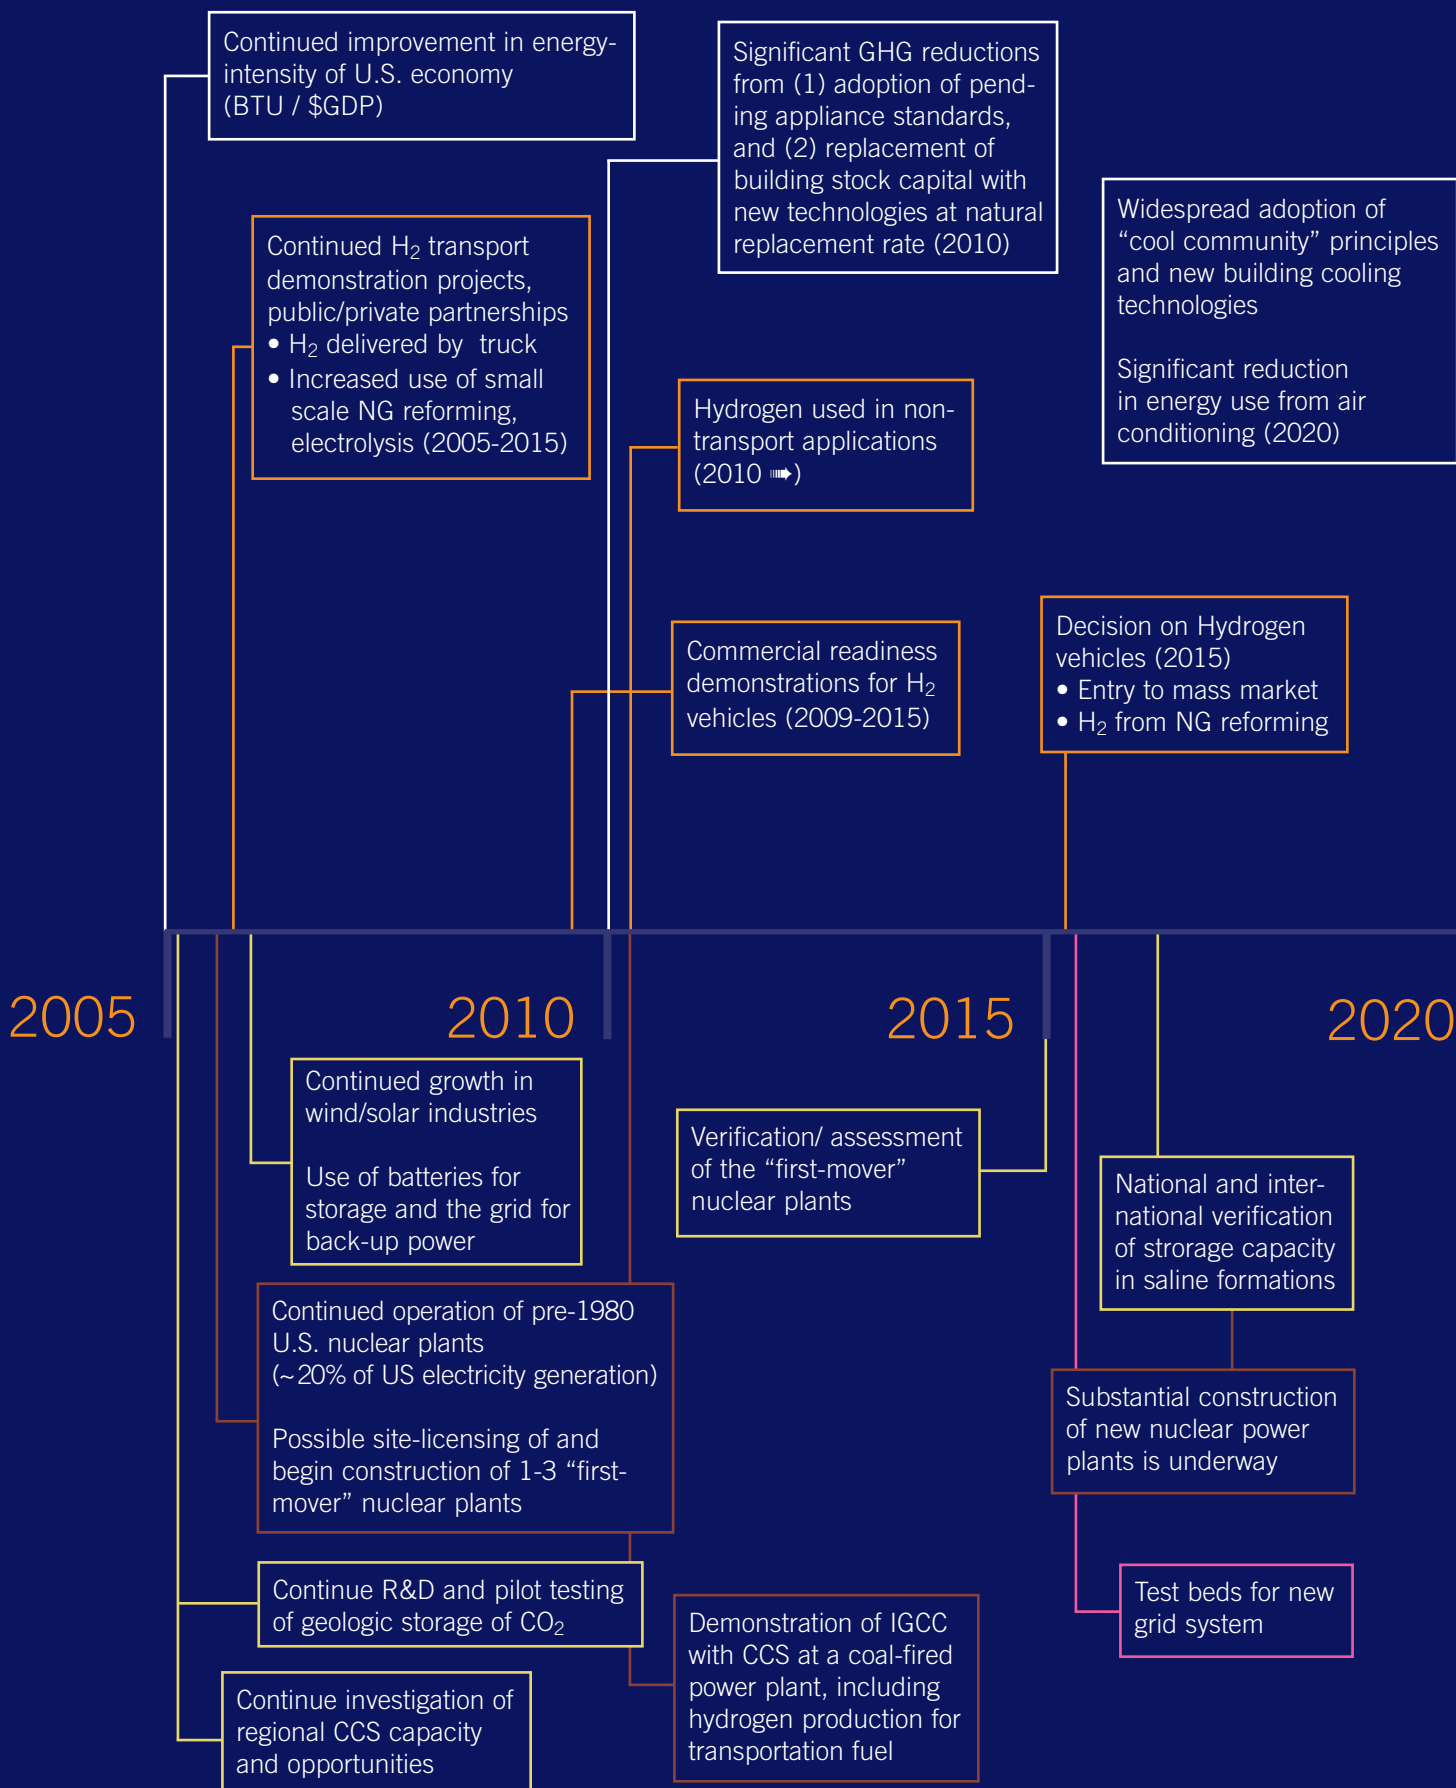 Continued improvement in energy-
intensity of U.S. economy
(BTU / $GDP)
Significant GHG reductions
from (1) adoption of pend-
ing appliance standards,
and (2) replacement of
building stock capital with
new technologies at natural
replacement rate (2010)
Widespread adoption of
“cool community” principles
and new building cooling
technologies
Significant reduction
in energy use from air
conditioning (2020)
Continued H₂ transport
demonstration projects,
public/private partnerships
• H₂ delivered by truck
• Increased use of small
scale NG reforming,
electrolysis (2005-2015)
Hydrogen used in non-
transport applications
(2010 ➠)
Commercial readiness
demonstrations for H₂
vehicles (2009-2015)
Decision on Hydrogen
vehicles (2015)
• Entry to mass market
• H₂ from NG reforming
2005
2010
2015
2020
Continued growth in
wind/solar industries
Use of batteries for
storage and the grid for
back-up power
Verification/ assessment
of the “first-mover”
nuclear plants
National and inter-
national verification
of strorage capacity
in saline formations
Continued operation of pre-1980
U.S. nuclear plants
(~20% of US electricity generation)
Possible site-licensing of and
begin construction of 1-3 “first-
mover” nuclear plants
Substantial construction
of new nuclear power
plants is underway
Continue R&D and pilot testing
of geologic storage of CO₂
Test beds for new
grid system
Demonstration of IGCC
with CCS at a coal-fired
power plant, including
hydrogen production for
transportation fuel
Continue investigation of
regional CCS capacity
and opportunities